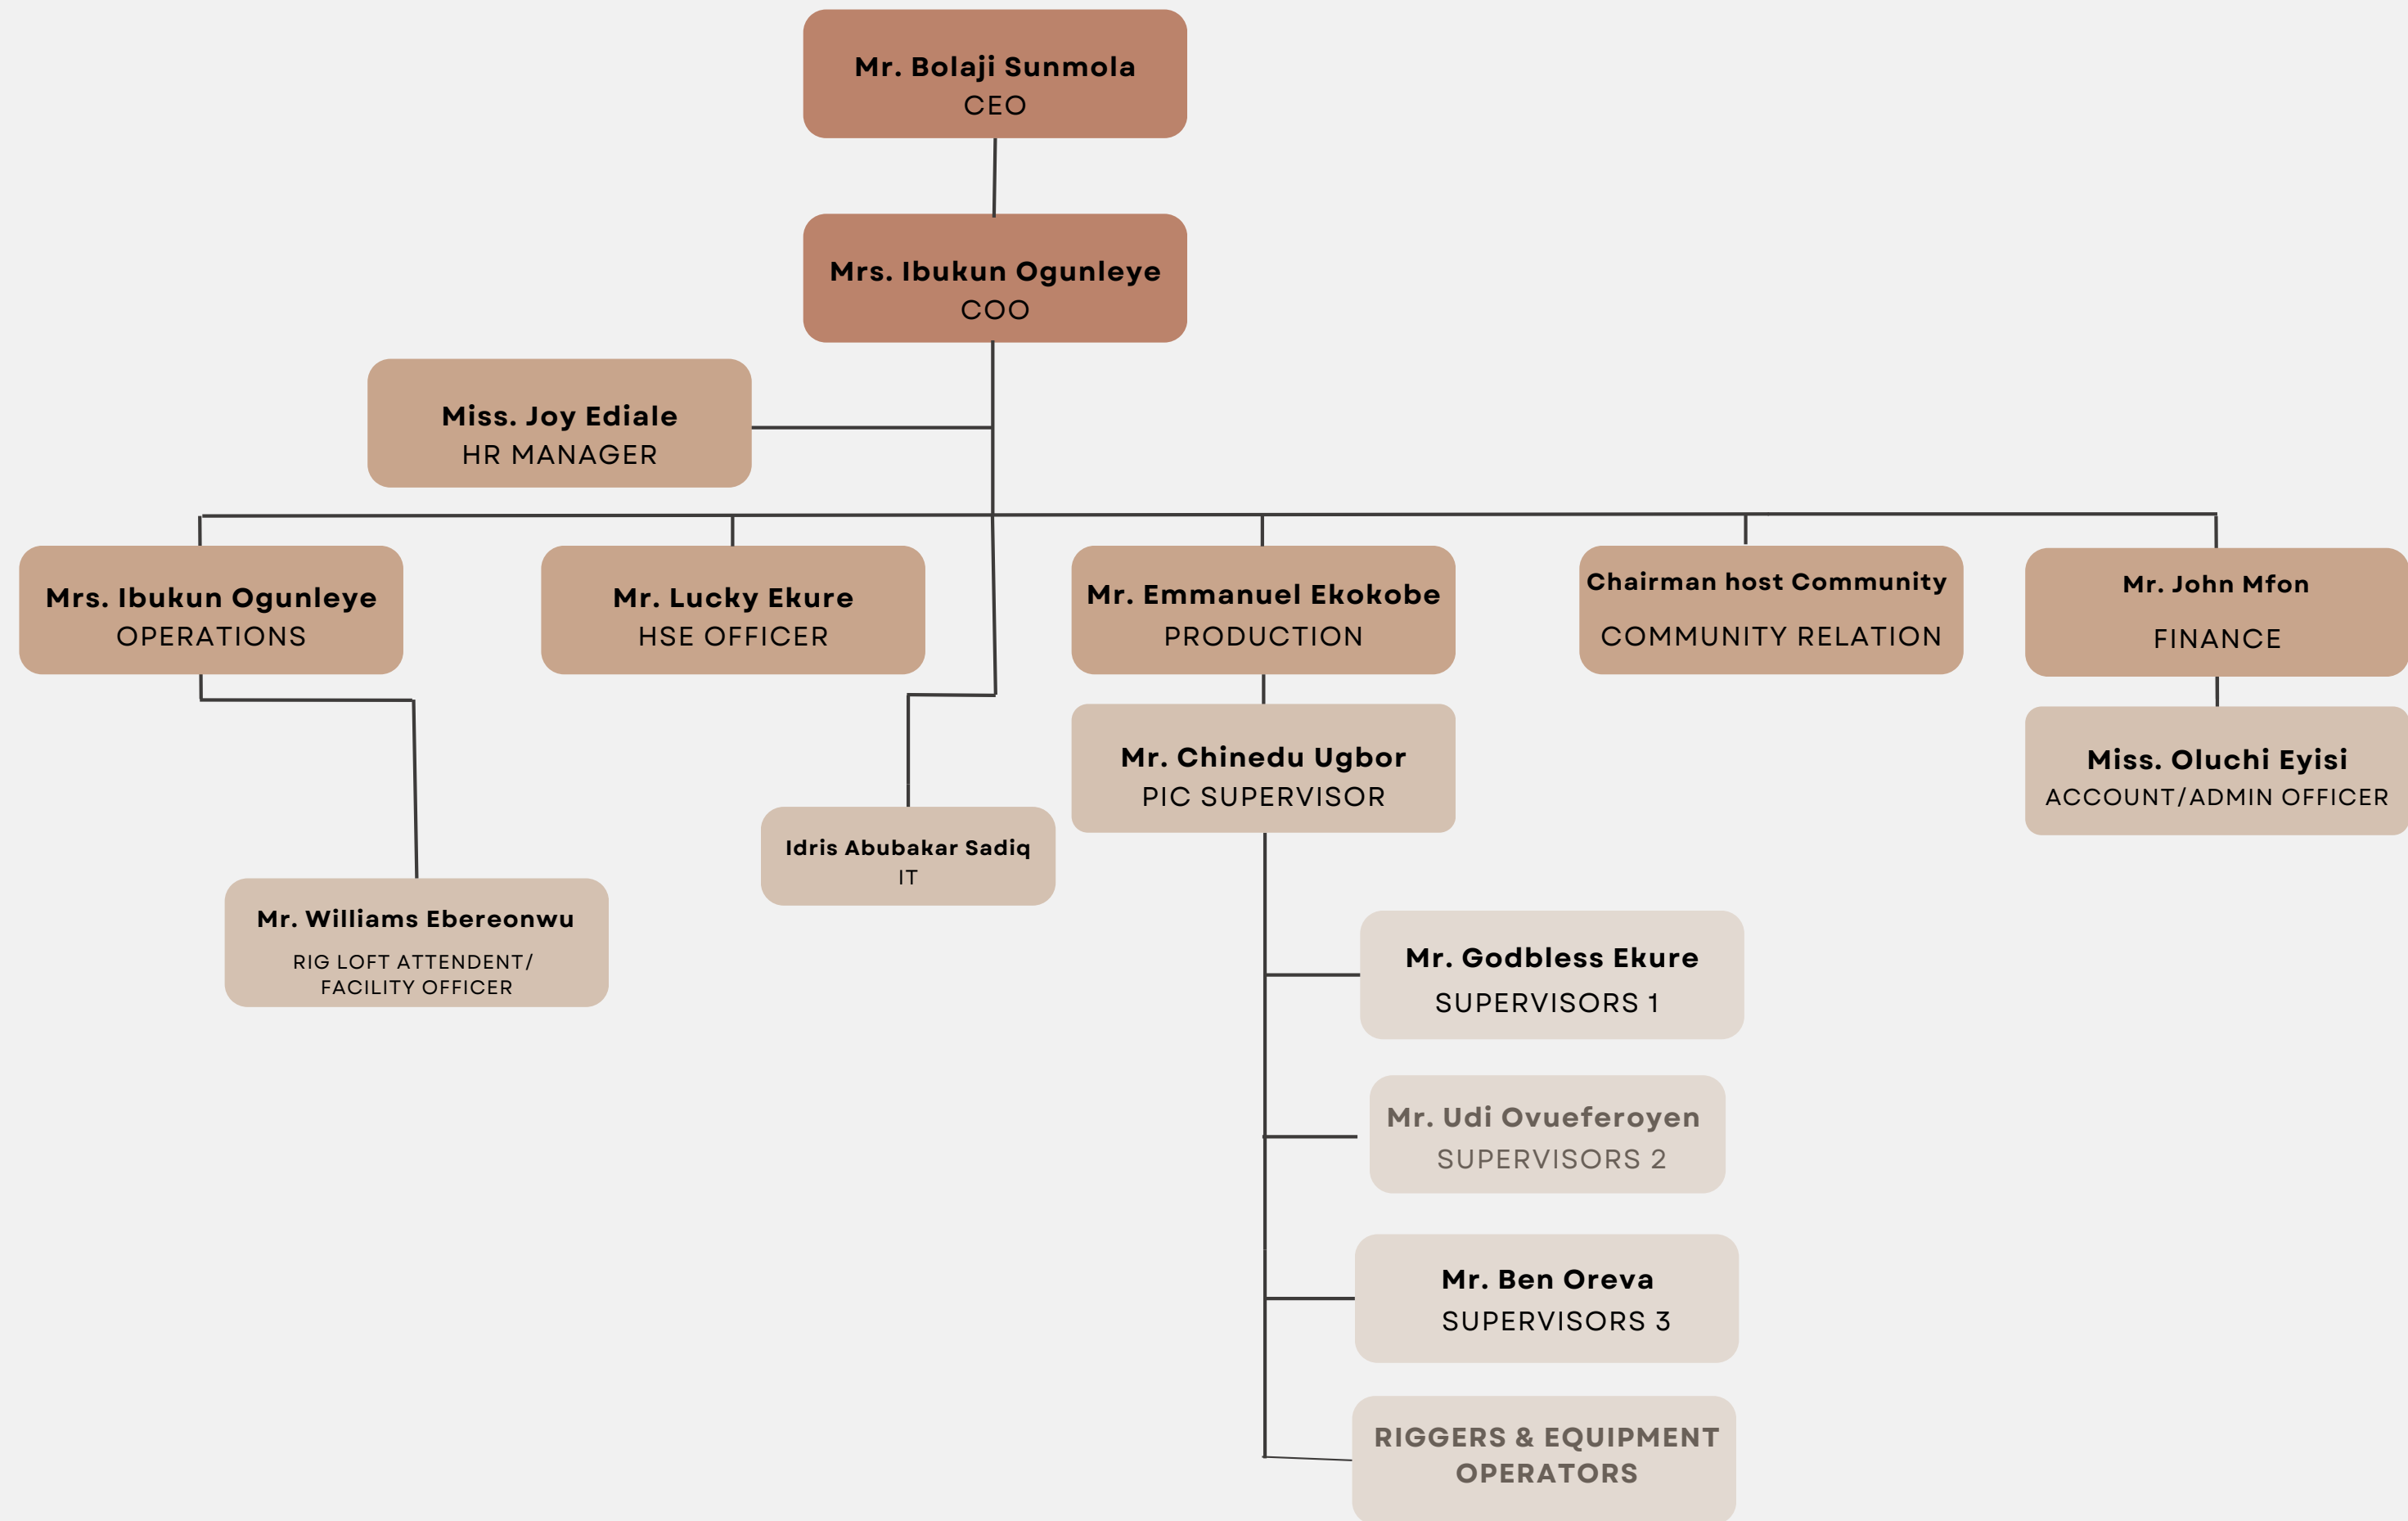 Mr. Bolaji Sunmola
CEO
Mrs. Ibukun Ogunleye
COO
Miss. Joy Ediale
HR MANAGER
Mrs. Ibukun Ogunleye
OPERATIONS
Mr. Lucky Ekure
HSE OFFICER
Mr. Emmanuel Ekokobe
PRODUCTION
Chairman host Community
COMMUNITY RELATION
Mr. John Mfon
FINANCE
Mr. Chinedu Ugbor
PIC SUPERVISOR
Miss. Oluchi Eyisi
ACCOUNT/ADMIN OFFICER
Idris Abubakar Sadiq
IT
Mr. Williams Ebereonwu
RIG LOFT ATTENDENT/
FACILITY OFFICER
Mr. Godbless Ekure
SUPERVISORS 1
Mr. Udi Ovueferoyen
SUPERVISORS 2
Mr. Ben Oreva
SUPERVISORS 3
RIGGERS & EQUIPMENT
OPERATORS